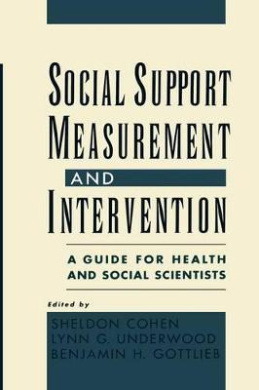 SOCIAL SUPPORT
MEASUREMENT
AND
INTERVENTION
A GUIDE FOR HEALTH
AND SOCIAL SCIENTISTS
Edited by
SHELDON COHEN
LYNN G. UNDERWOOD
BENJAMIN H. GOTTLIEB